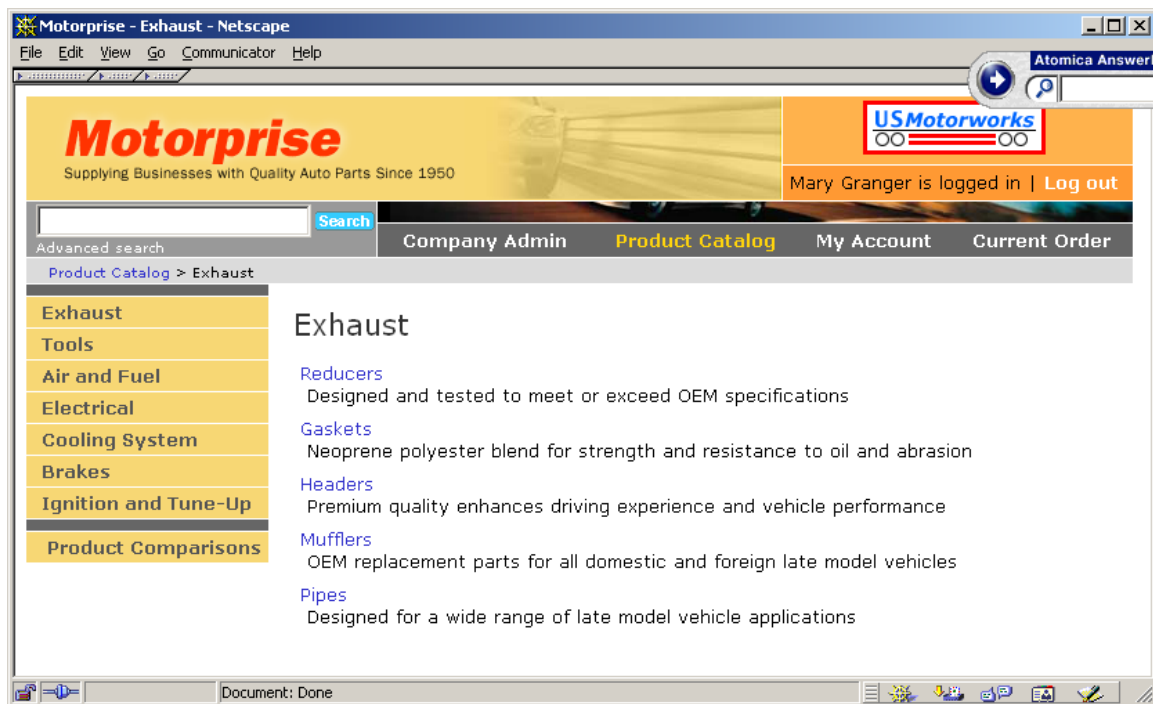 Motorprise - Exhaust - Netscape
File Edit View Go Communicator Help
Atomica Answer
Motorprise
Supplying Businesses with Quality Auto Parts Since 1950
USMotorworks
Mary Granger is logged in | Log out
Search
Advanced search
Company Admin Product Catalog My Account Current Order
Product Catalog > Exhaust
Exhaust
Tools
Air and Fuel
Electrical
Cooling System
Brakes
Ignition and Tune-Up
Product Comparisons
Exhaust
Reducers
Designed and tested to meet or exceed OEM specifications
Gaskets
Neoprene polyester blend for strength and resistance to oil and abrasion
Headers
Premium quality enhances driving experience and vehicle performance
Mufflers
OEM replacement parts for all domestic and foreign late model vehicles
Pipes
Designed for a wide range of late model vehicle applications
Document: Done